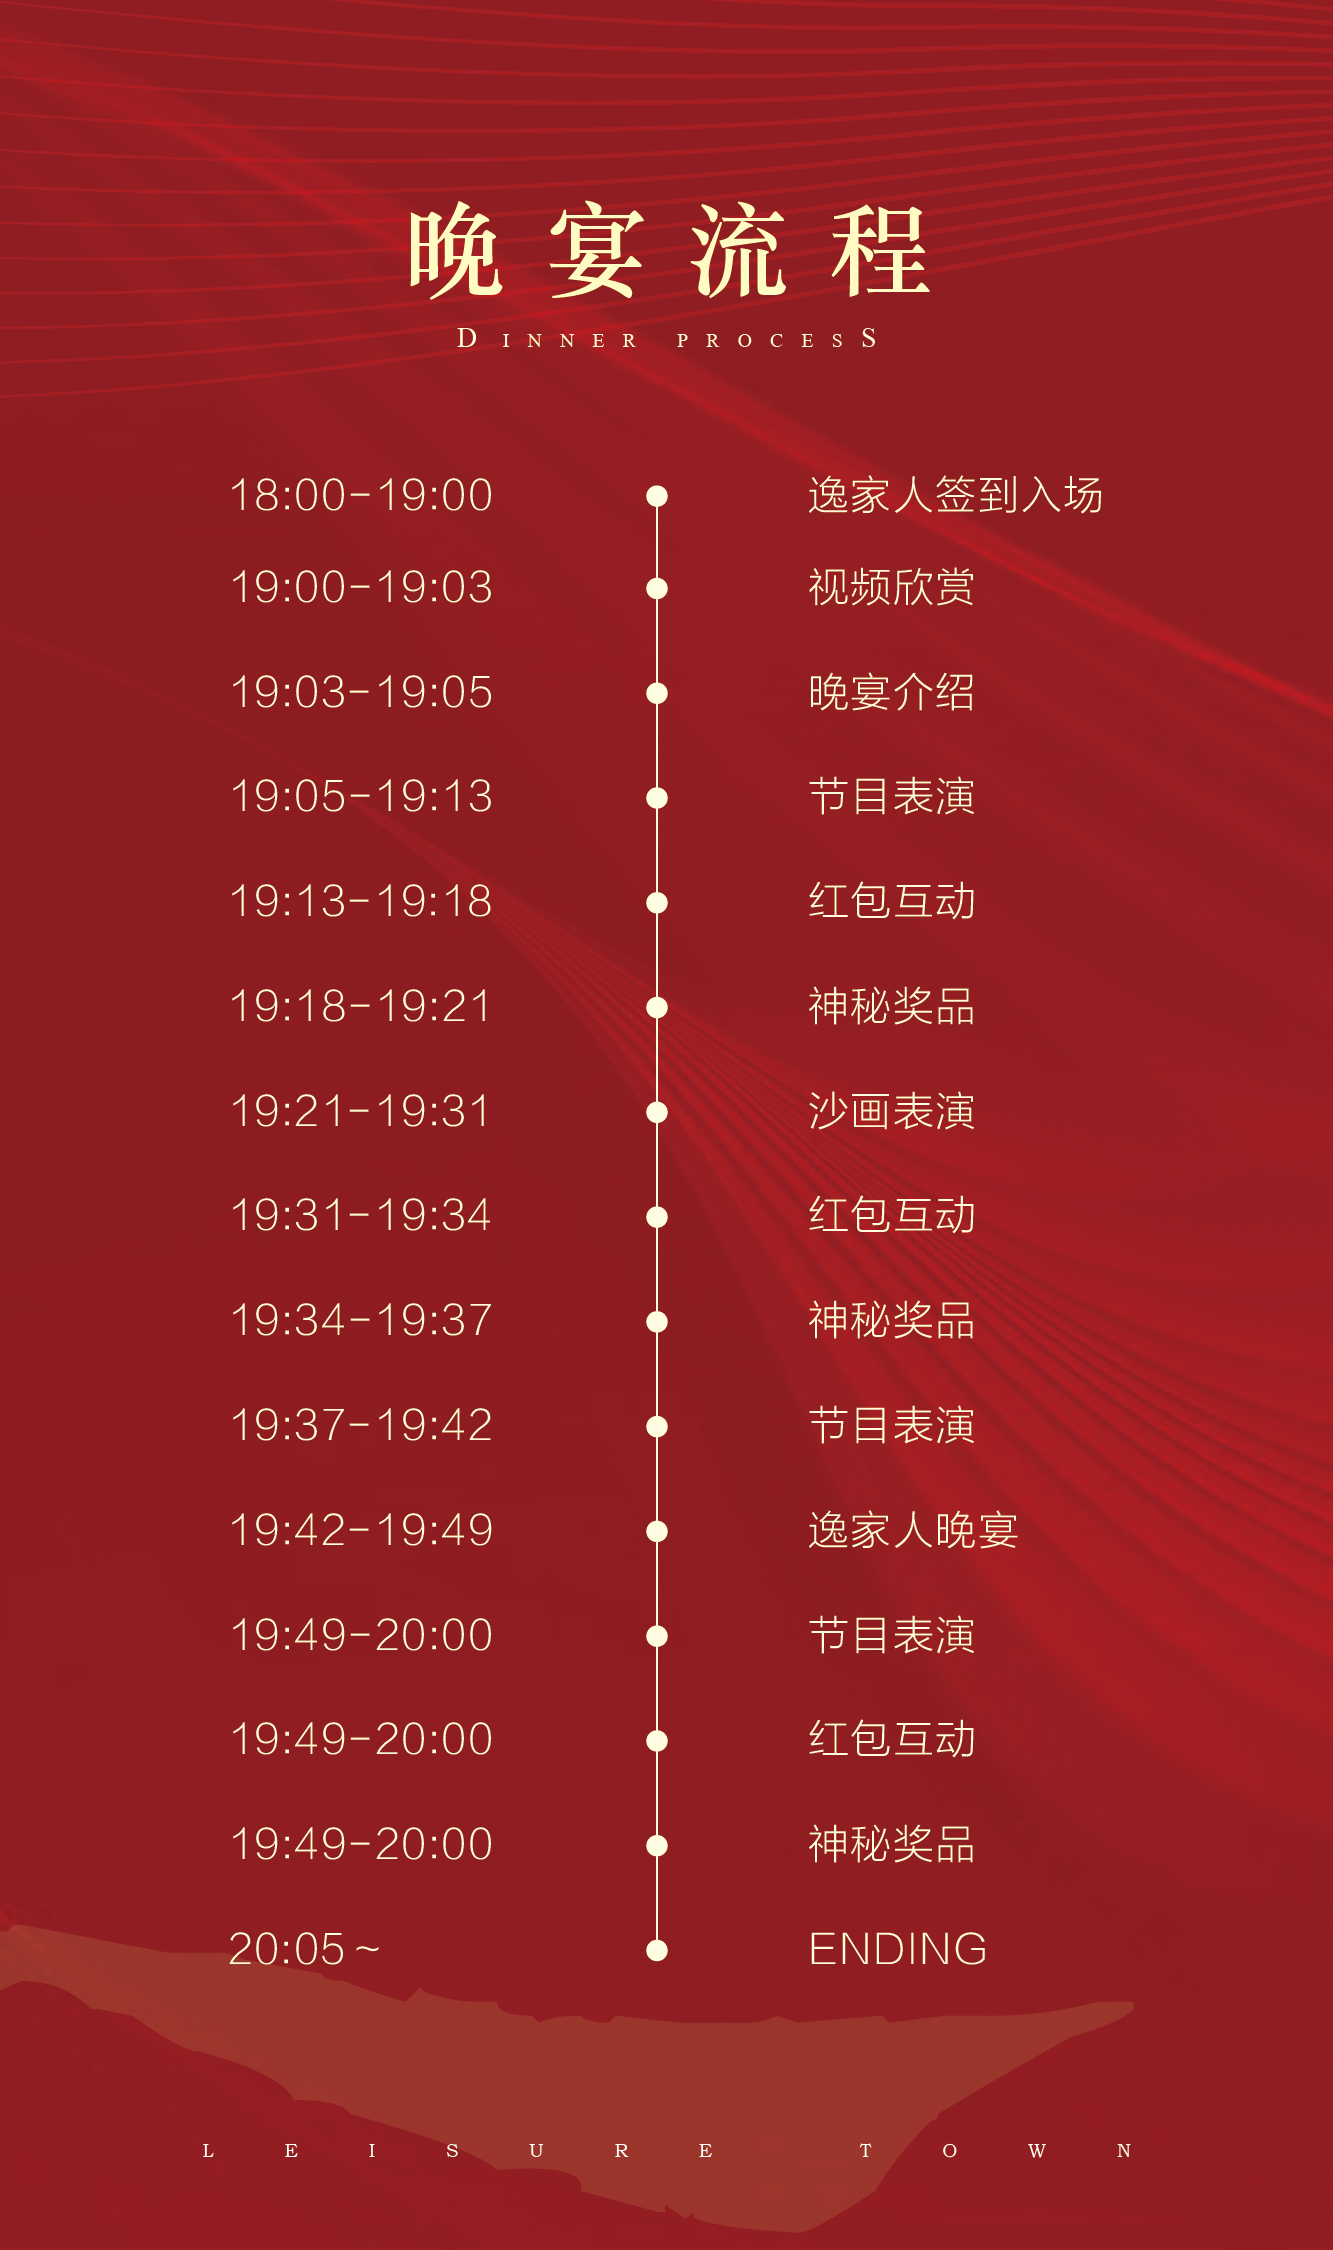 晚宴流程
DINNER PROCESS
18:00-19:00 逸家人签到入场
19:00-19:03 视频欣赏
19:03-19:05 晚宴介绍
19:05-19:13 节目表演
19:13-19:18 红包互动
19:18-19:21 神秘奖品
19:21-19:31 沙画表演
19:31-19:34 红包互动
19:34-19:37 神秘奖品
19:37-19:42 节目表演
19:42-19:49 逸家人晚宴
19:49-20:00 节目表演
19:49-20:00 红包互动
19:49-20:00 神秘奖品
20:05~ ENDING
LEISURE TOWN